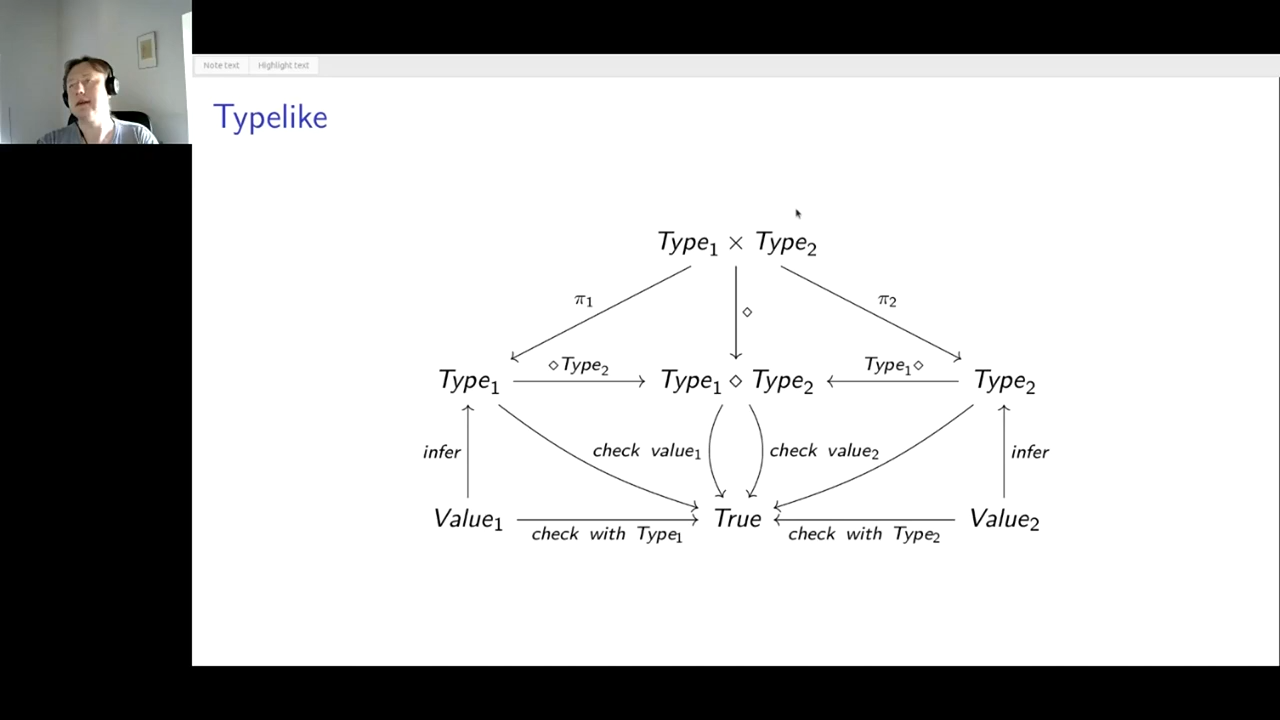 Note text Highlight text
Typelike
Type₁ × Type₂
π₁ ⋄ π₂
⋄Type₂ Type₁⋄
Type₁ Type₁ ⋄ Type₂ Type₂
infer check value₁ check value₂ infer
Value₁ True Value₂
check with Type₁ check with Type₂